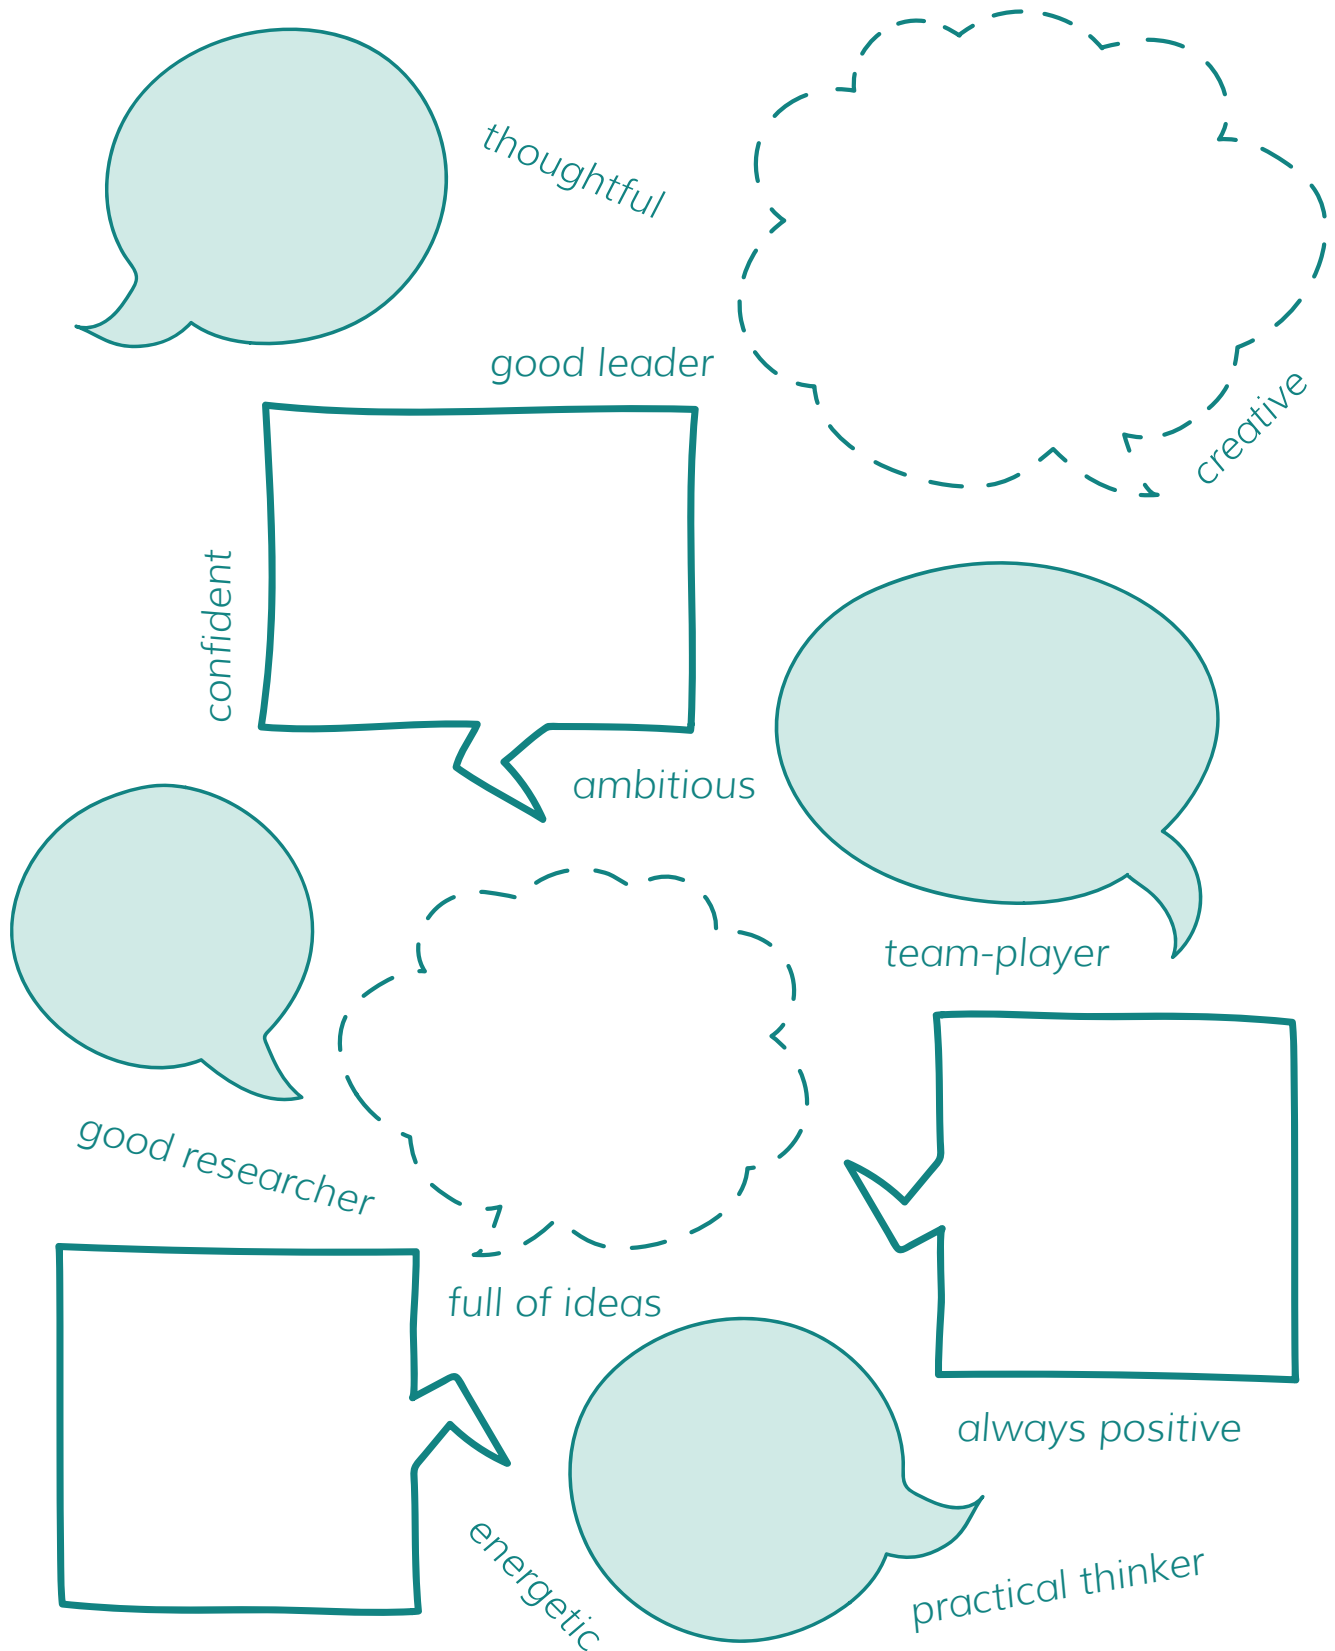 thoughtful
good leader
creative
confident
ambitious
team-player
good researcher
full of ideas
always positive
energetic
practical thinker